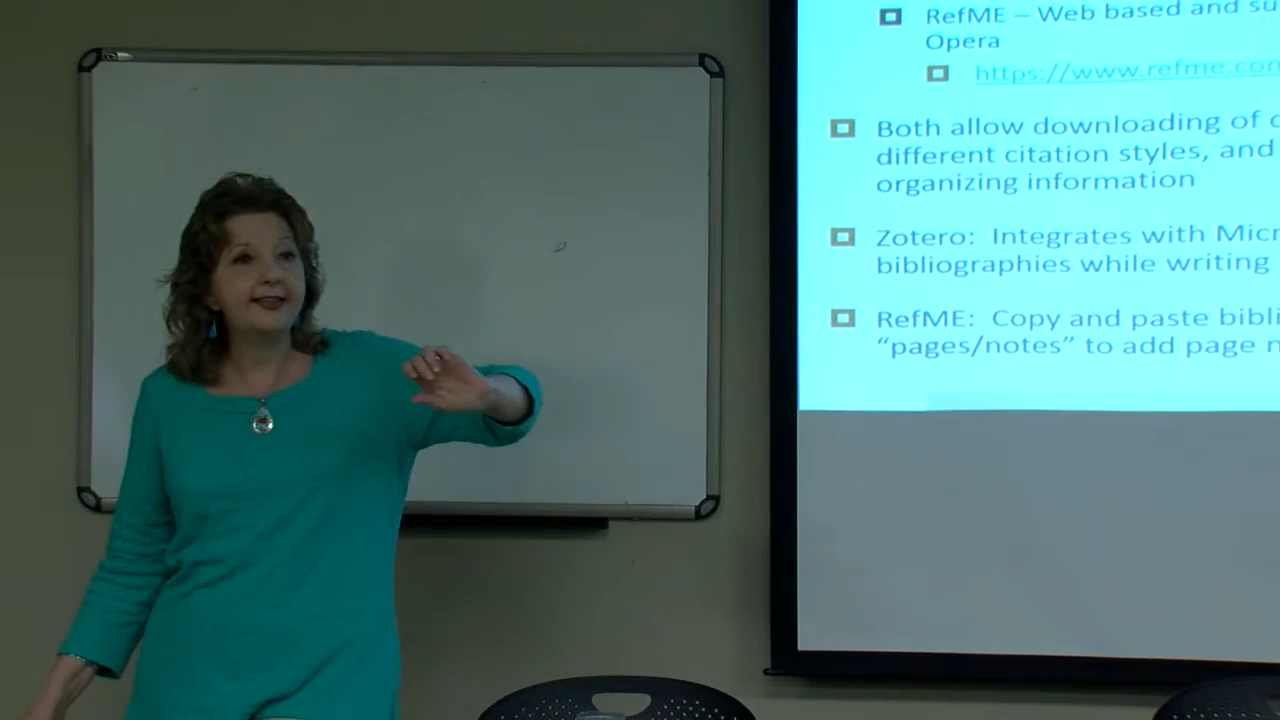 RefME – Web based and su
Opera
https://www.refme.com
Both allow downloading of c
different citation styles, and
organizing information
Zotero: Integrates with Micr
bibliographies while writing
RefME: Copy and paste bibli
“pages/notes” to add page n